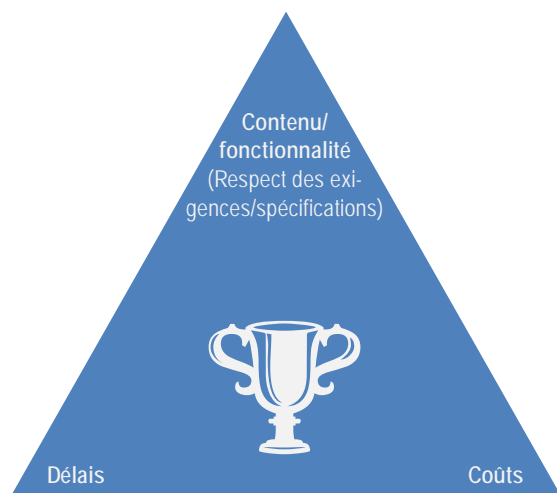 Contenu/
fonctionnalité
(Respect des exi-
gences/spécifications)
Délais
Coûts